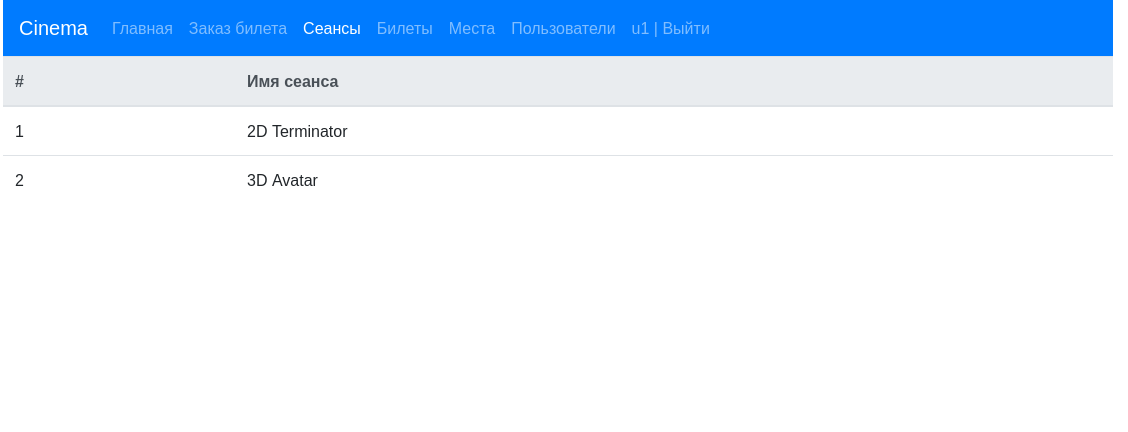 Cinema Главная Заказ билета Сеансы Билеты Места Пользователи u1 | Выйти
# Имя сеанса
1 2D Terminator
2 3D Avatar